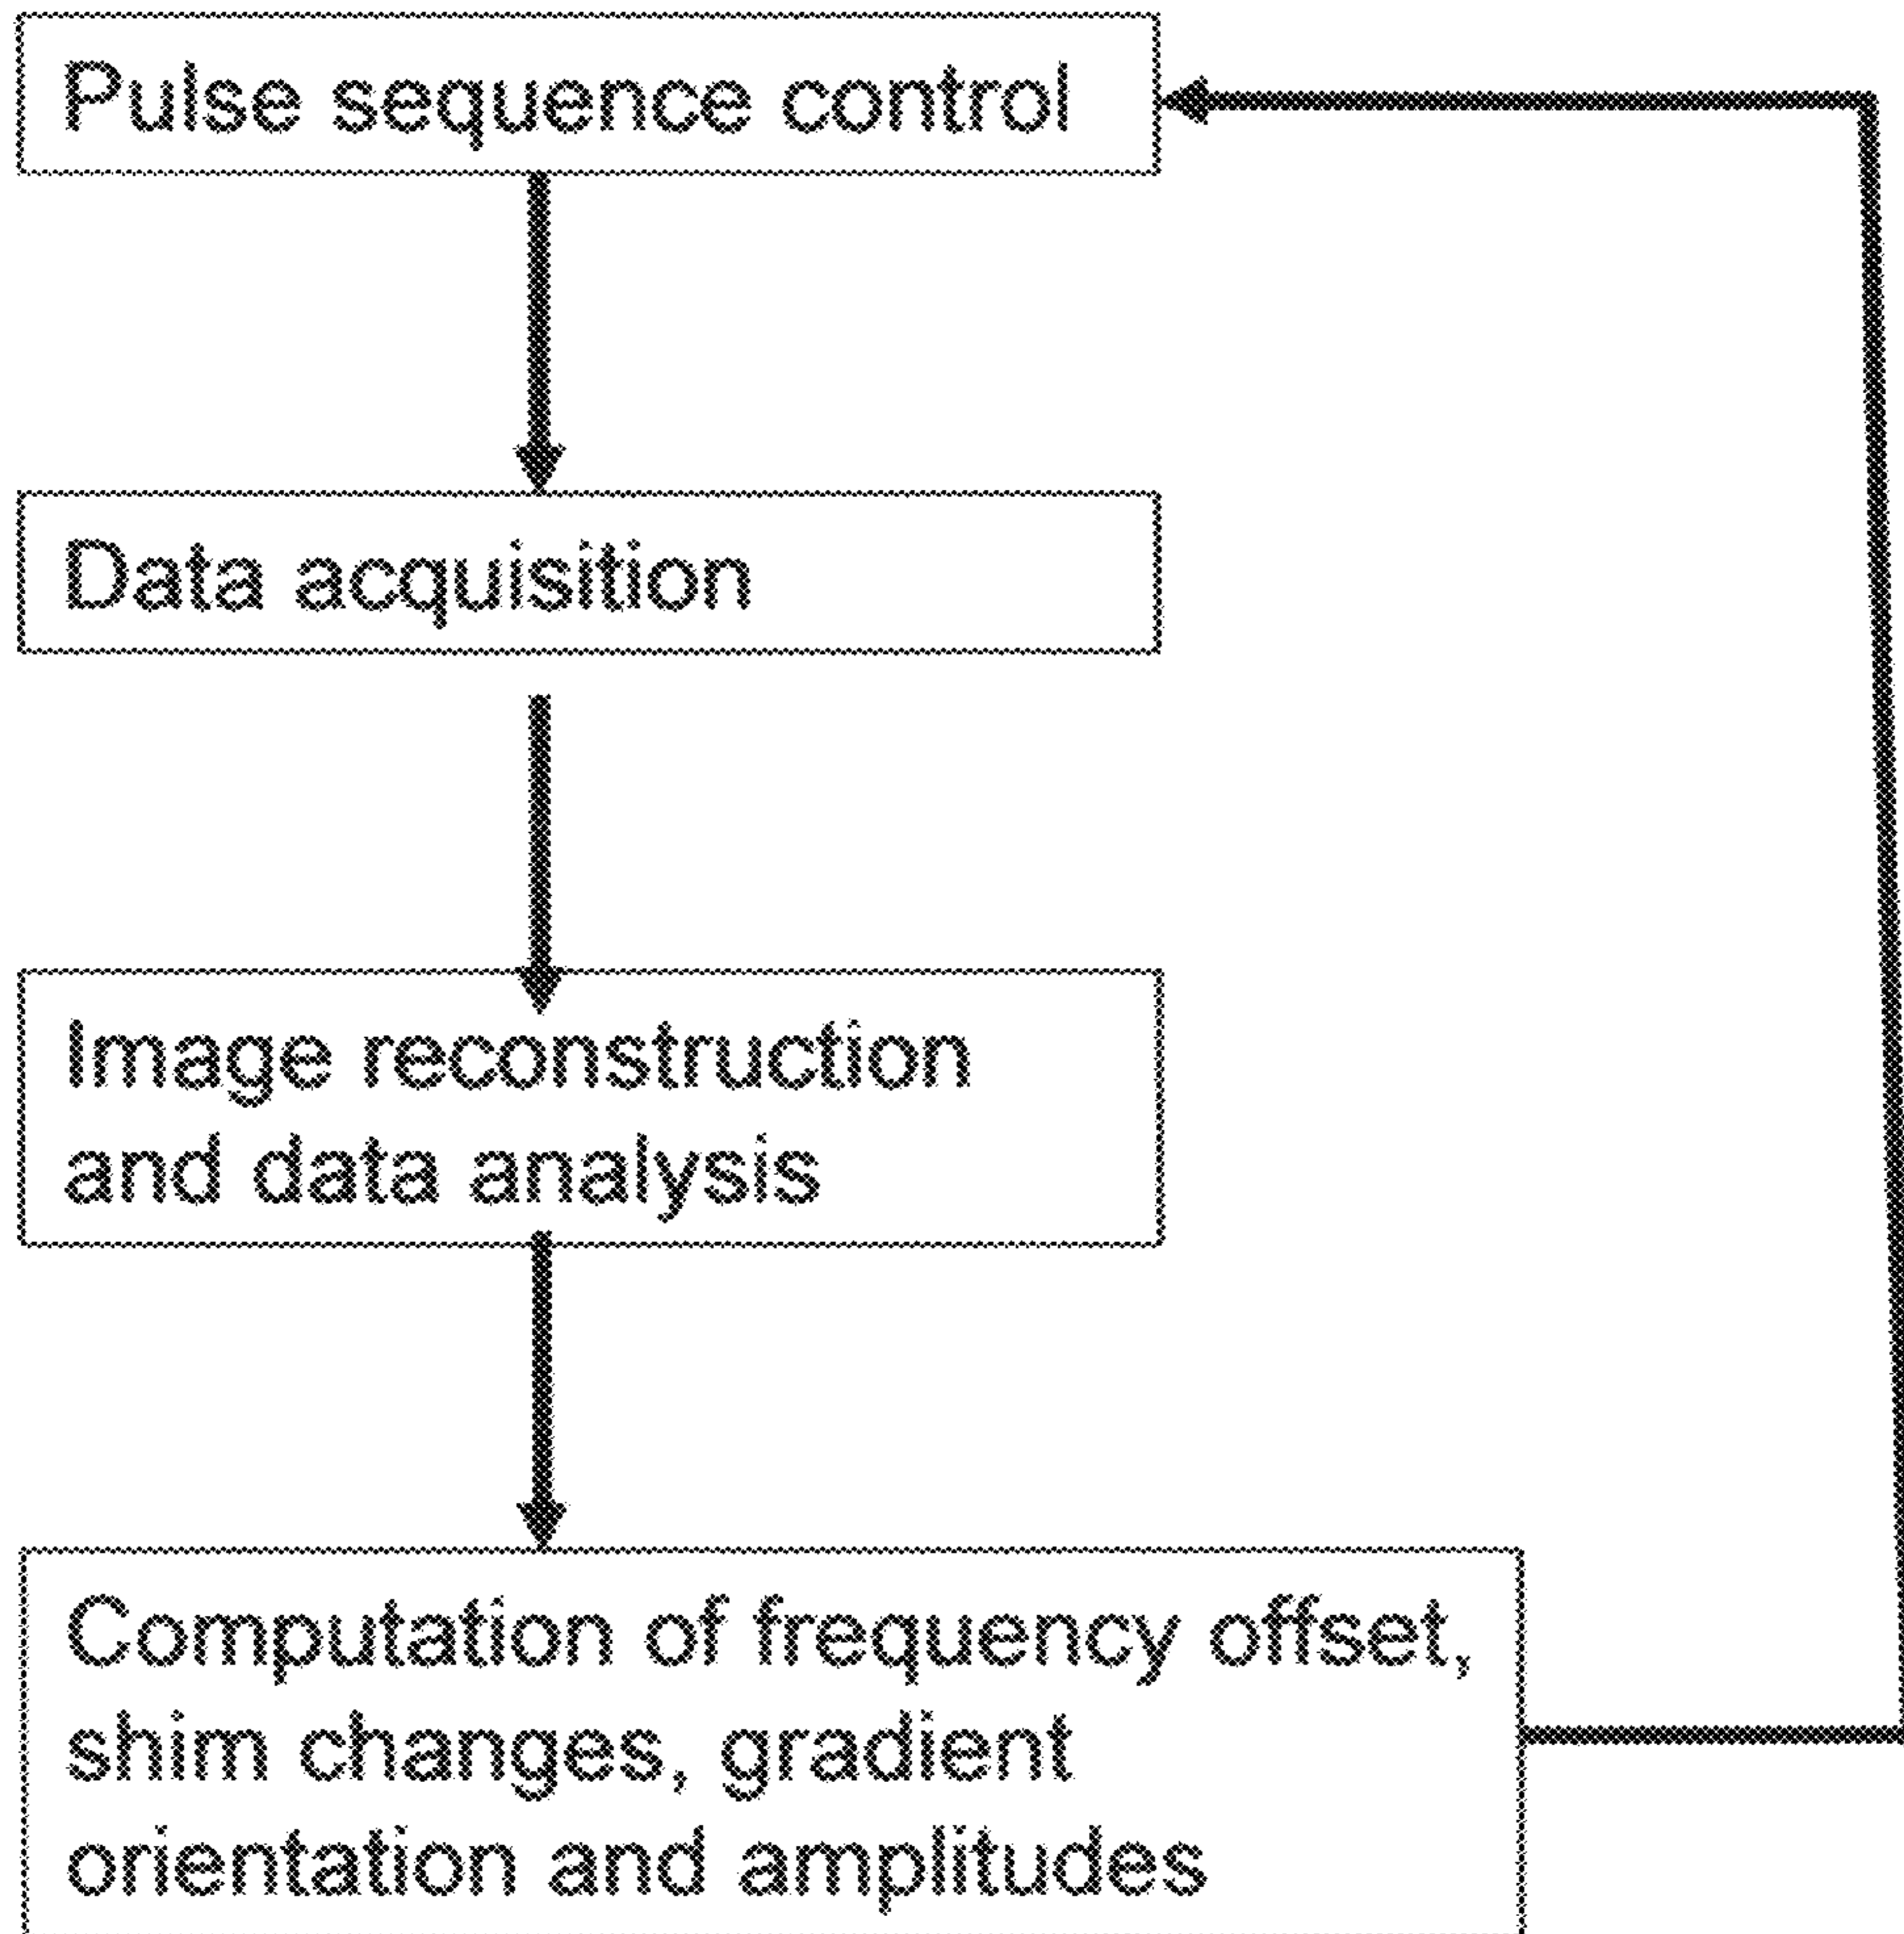 Pulse sequence control
Data acquisition
Image reconstruction
and data analysis
Computation of frequency offset,
shim changes, gradient
orientation and amplitudes